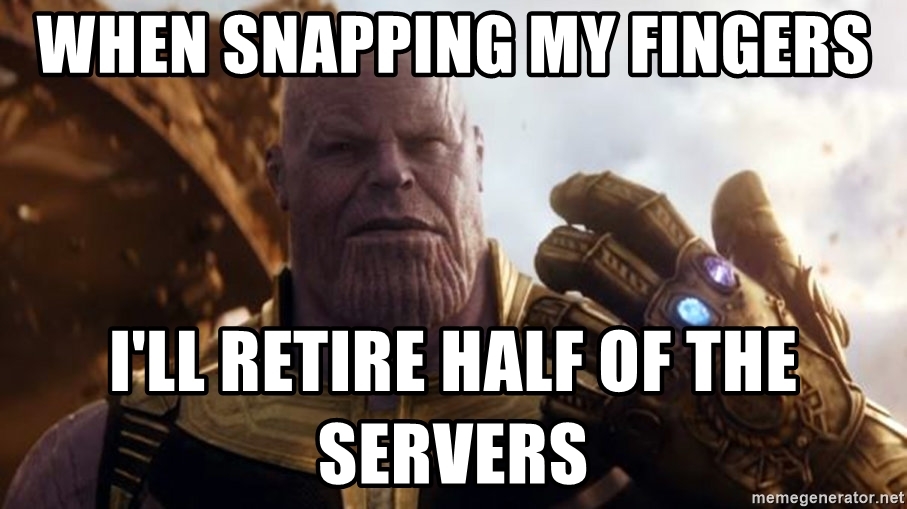 WHEN SNAPPING MY FINGERS
I'LL RETIRE HALF OF THE
SERVERS
memegenerator.net